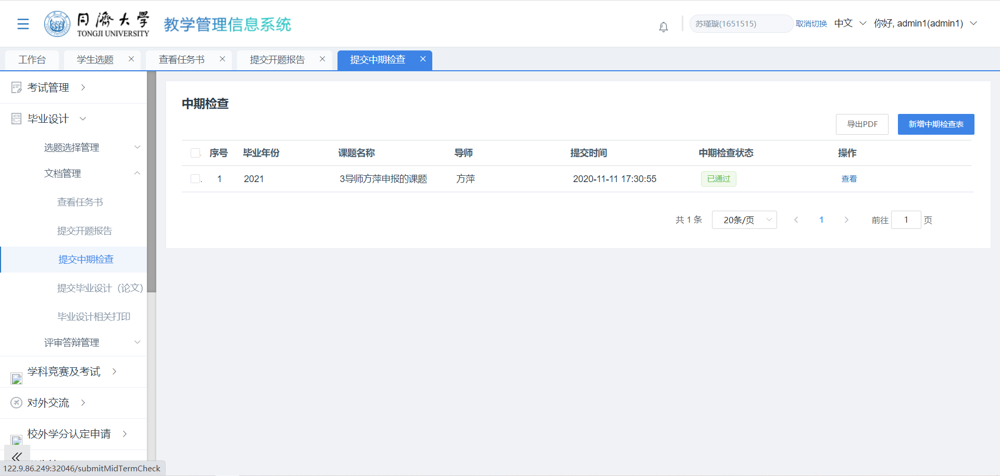 同济大学
TONGJI UNIVERSITY
教学管理信息系统
苏瑾璇(1651515)
取消切换
中文
你好, admin1(admin1)
工作台
学生选题
查看任务书
提交开题报告
提交中期检查
考试管理
毕业设计
选题选择管理
文档管理
查看任务书
提交开题报告
提交中期检查
提交毕业设计（论文）
毕业设计相关打印
评审答辩管理
学科竞赛及考试
对外交流
校外学分认定申请
122.9.86.249:32046/submitMidTermCheck
中期检查
导出PDF
新增中期检查表
序号 毕业年份 课题名称 导师 提交时间 中期检查状态 操作
1 2021 3导师方萍申报的课题 方萍 2020-11-11 17:30:55 已通过 查看
共 1 条 20条/页 1 前往 1 页